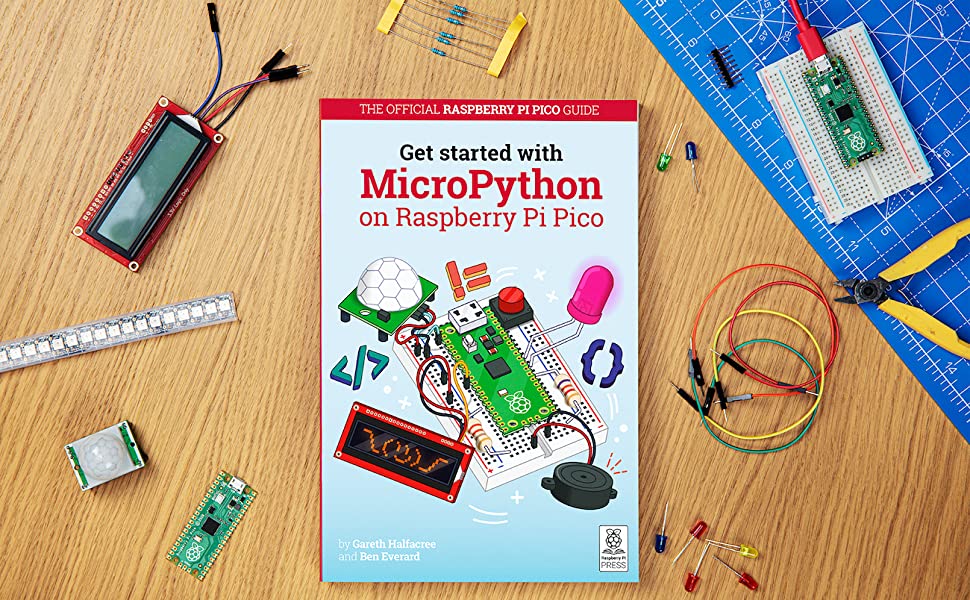 THE OFFICIAL RASPBERRY PI PICO GUIDE
Get started with
MicroPython
on Raspberry Pi Pico
by Gareth Halfacree
and Ben Everard
Raspberry Pi
PRESS